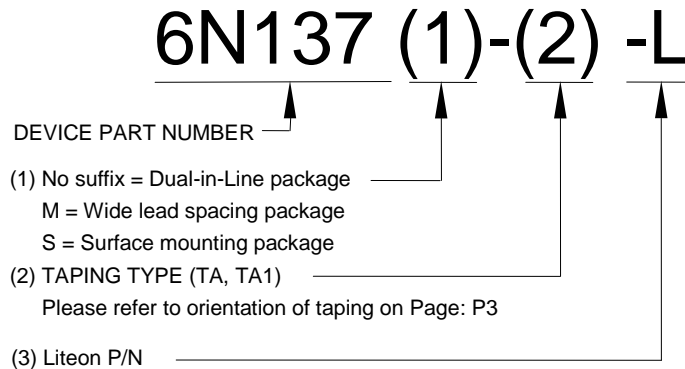 6N137 (1)-(2) -L
DEVICE PART NUMBER
(1) No suffix = Dual-in-Line package
M = Wide lead spacing package
S = Surface mounting package
(2) TAPING TYPE (TA, TA1)
Please refer to orientation of taping on Page: P3
(3) Liteon P/N